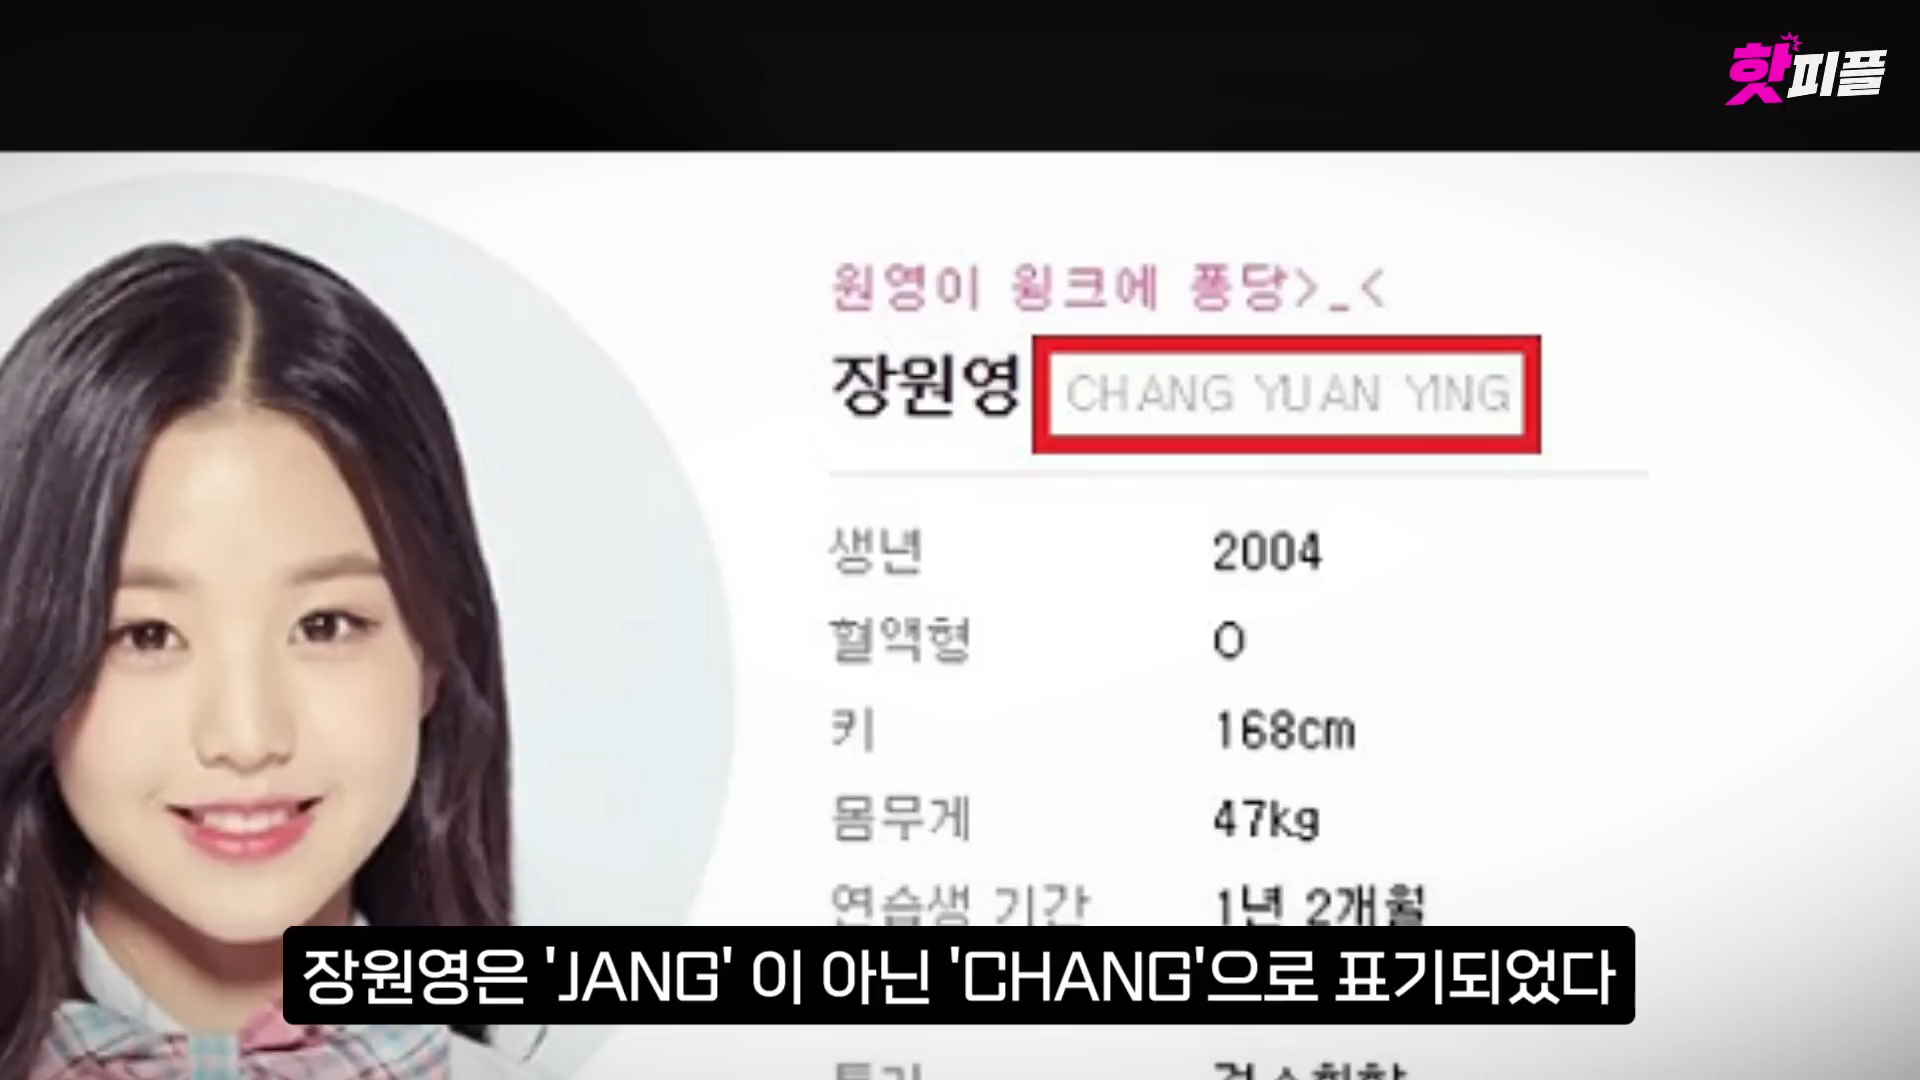 핫피플
원영이 윙크에 퐁당>_<
장원영 CHANG YUAN YING
생년 2004
혈액형 O
키 168cm
몸무게 47kg
연습생 기간 1년 2개월
장원영은 'JANG' 이 아닌 'CHANG'으로 표기되었다